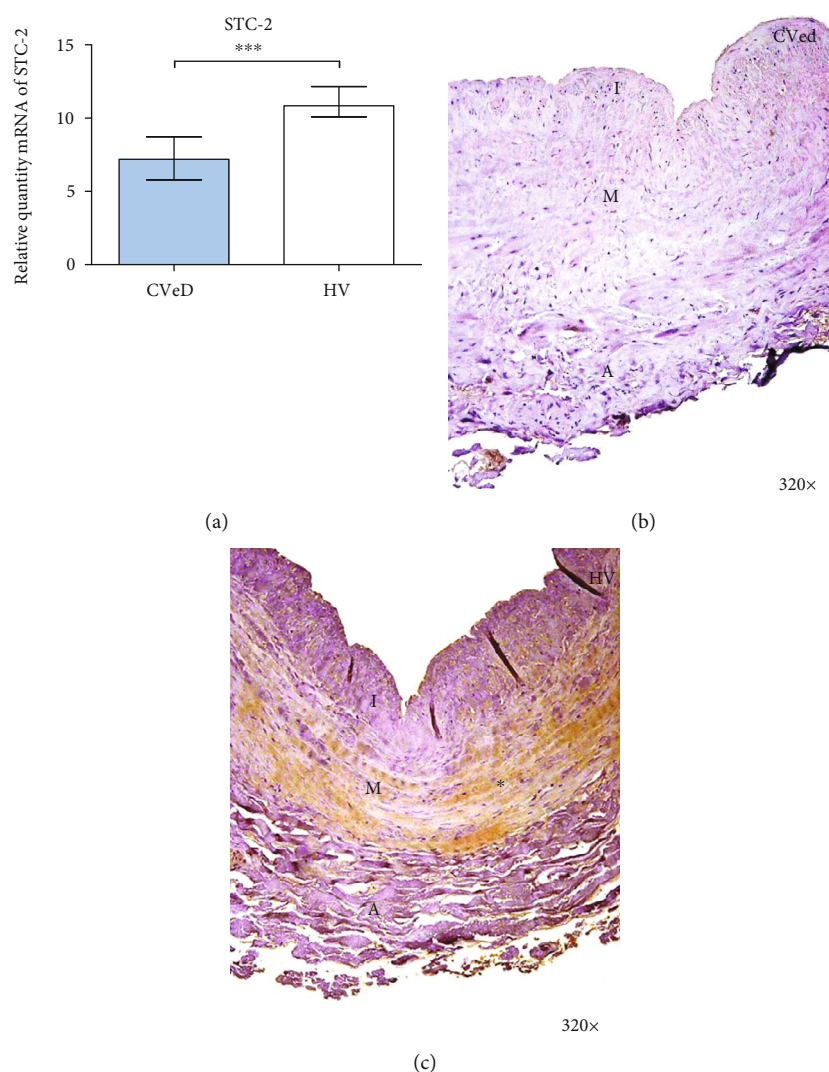 STC-2
***
Relative quantity mRNA of STC-2
15
10
5
0
CVeD
HV
(a)
CVed
I
M
A
320×
(b)
HV
I
M
*
A
320×
(c)